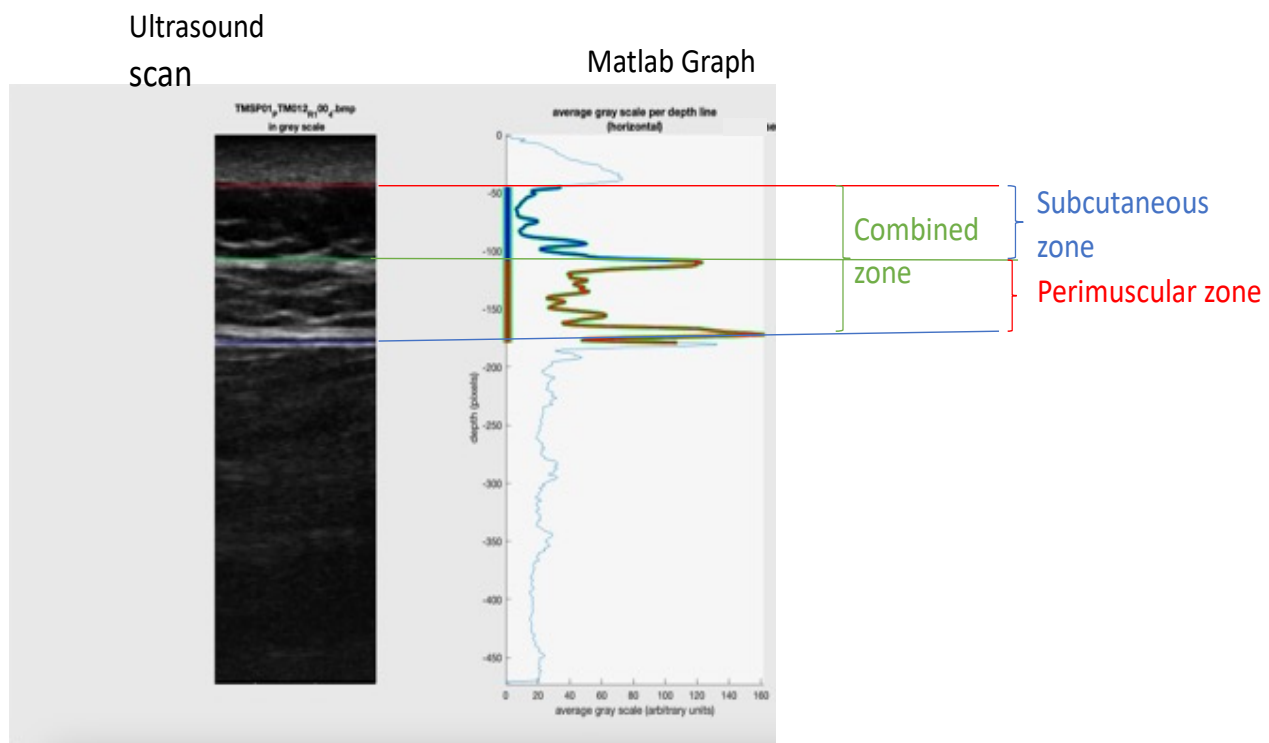 Ultrasound
scan
Matlab Graph
TMSP01PTM012R1004.bmp
in grey scale
average gray scale per depth line
(horizontal)
0
-50
-100
-150
-200
-250
-300
-350
-400
-450
depth (pixels)
0 20 40 60 80 100 120 140 160
average gray scale (arbitrary units)
Combined
zone
Subcutaneous
zone
Perimuscular zone